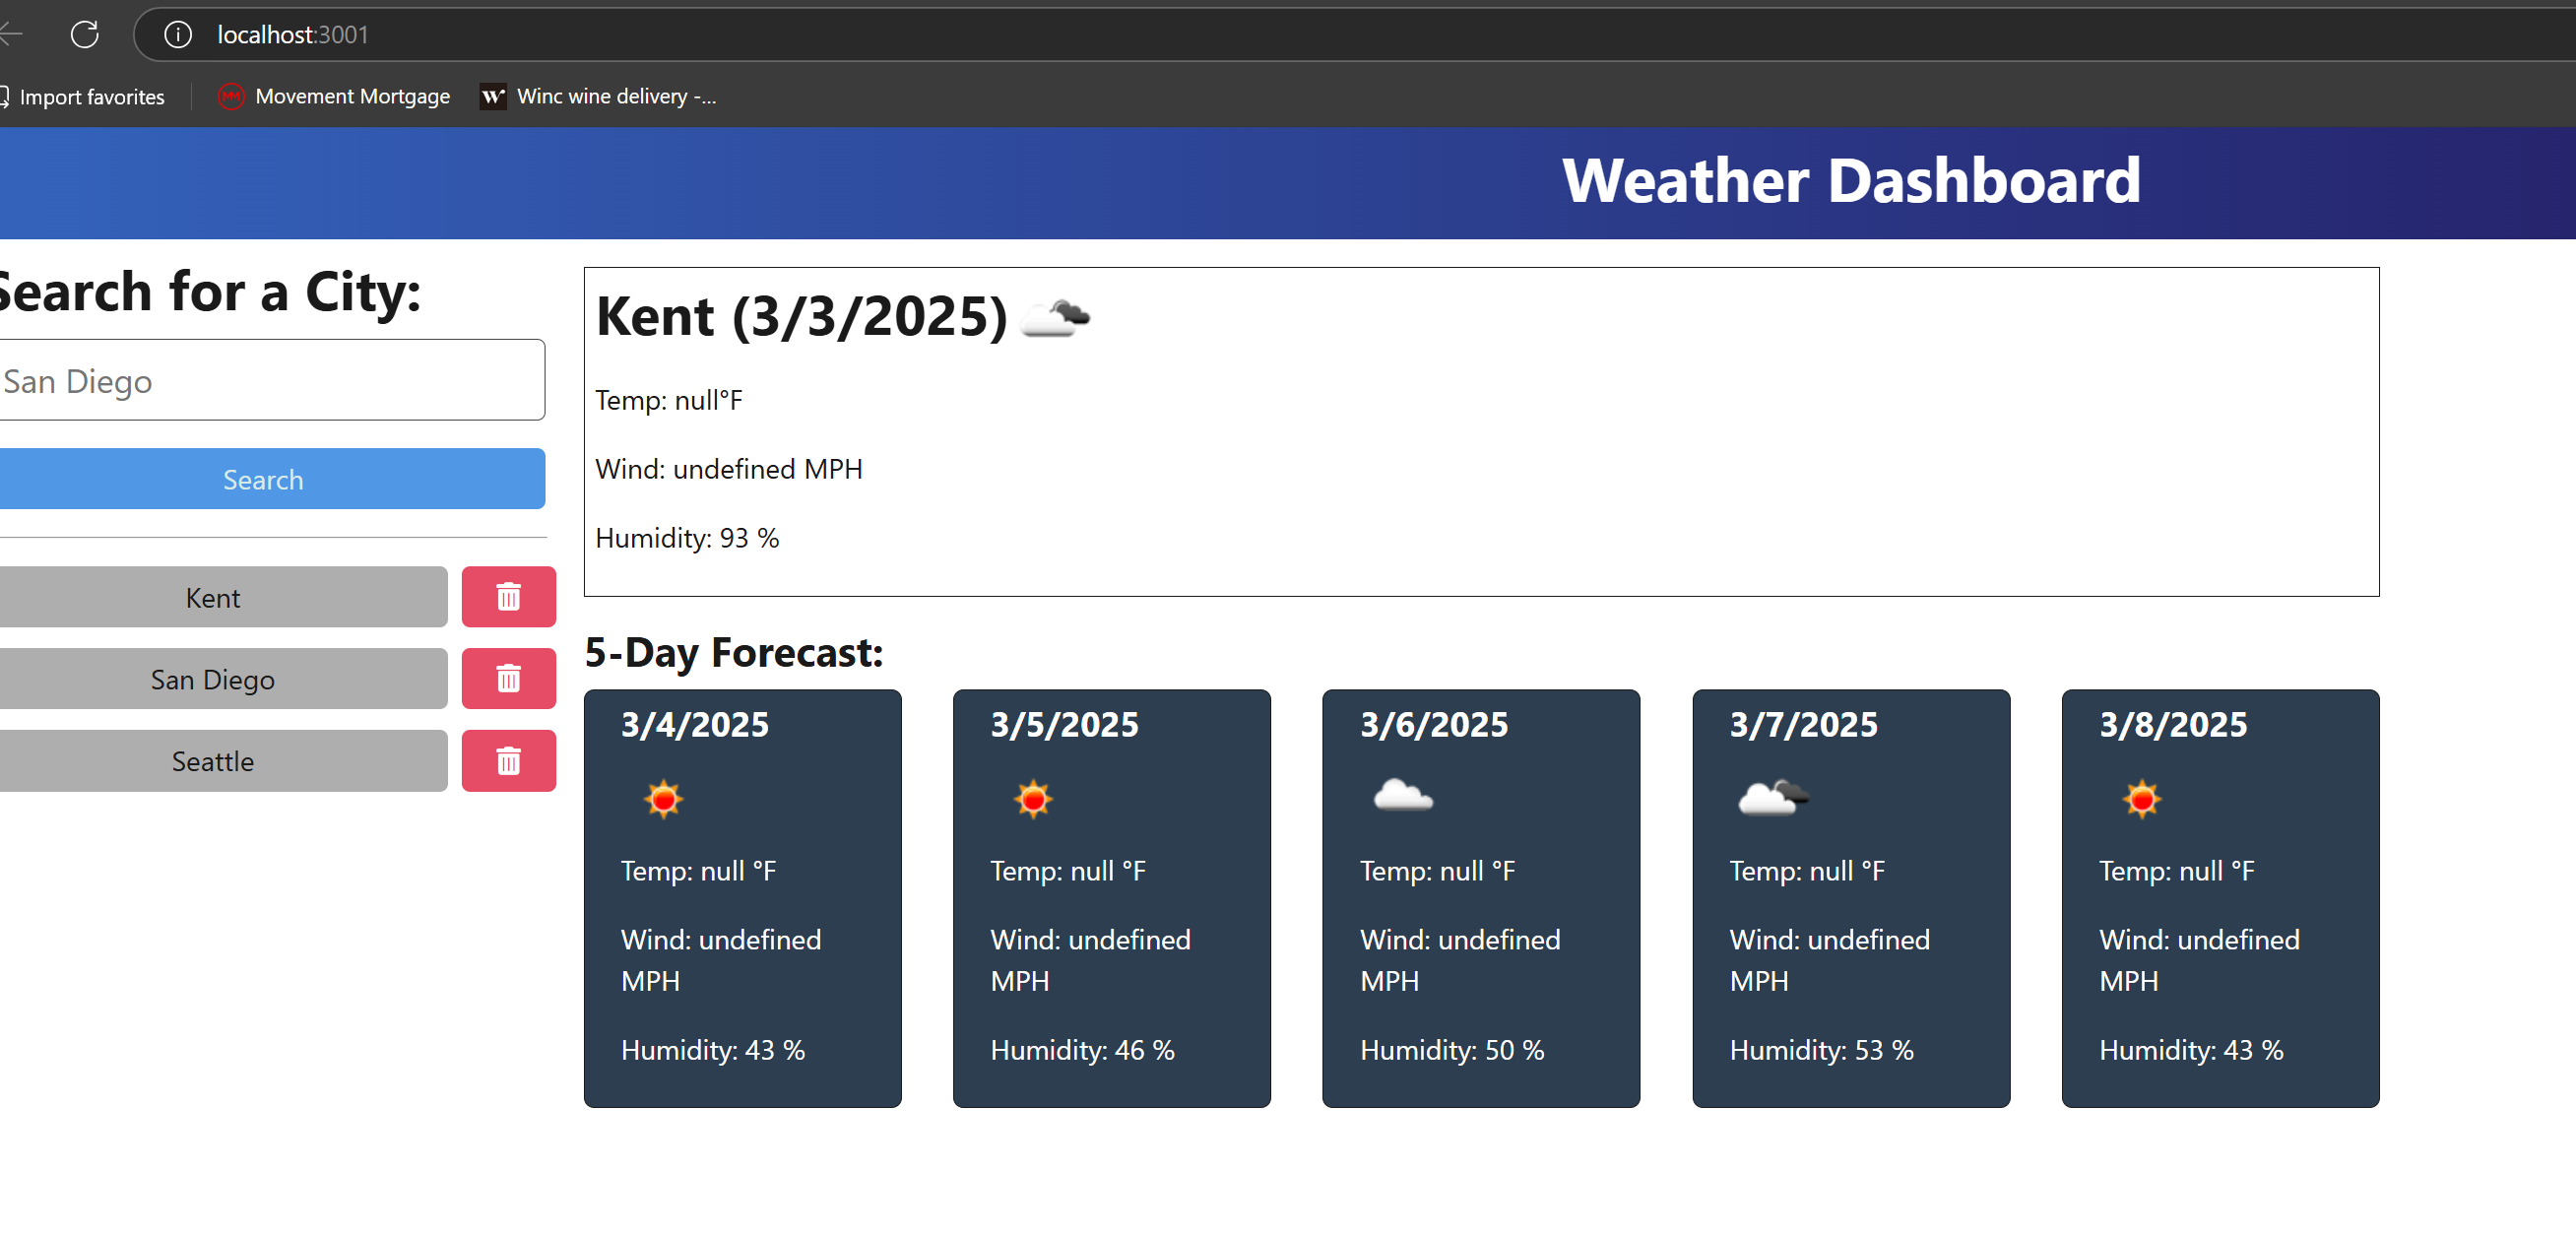 localhost:3001
Import favorites
Movement Mortgage
Winc wine delivery -...
Weather Dashboard
Search for a City:
San Diego
Search
Kent
San Diego
Seattle
Kent (3/3/2025)
Temp: null°F
Wind: undefined MPH
Humidity: 93 %
5-Day Forecast:
3/4/2025
Temp: null °F
Wind: undefined
MPH
Humidity: 43 %
3/5/2025
Temp: null °F
Wind: undefined
MPH
Humidity: 46 %
3/6/2025
Temp: null °F
Wind: undefined
MPH
Humidity: 50 %
3/7/2025
Temp: null °F
Wind: undefined
MPH
Humidity: 53 %
3/8/2025
Temp: null °F
Wind: undefined
MPH
Humidity: 43 %